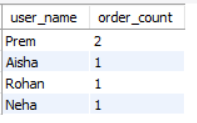 user_name order_count
Prem 2
Aisha 1
Rohan 1
Neha 1